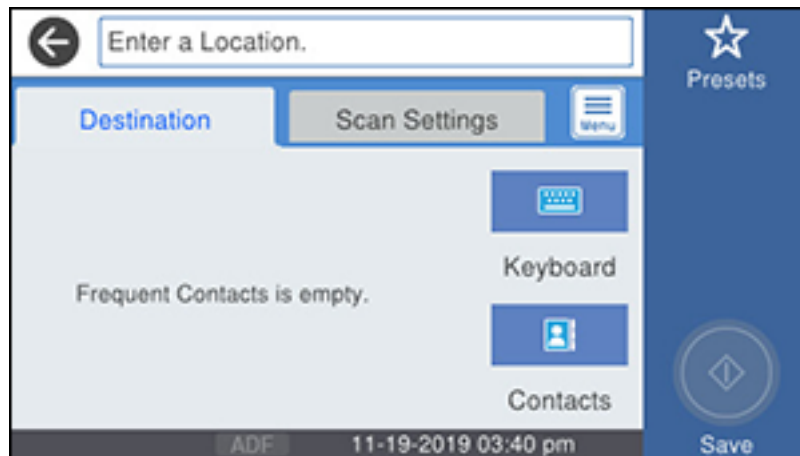 Enter a Location.
Presets
Destination
Scan Settings
Menu
Keyboard
Frequent Contacts is empty.
Contacts
ADF
11-19-2019 03:40 pm
Save